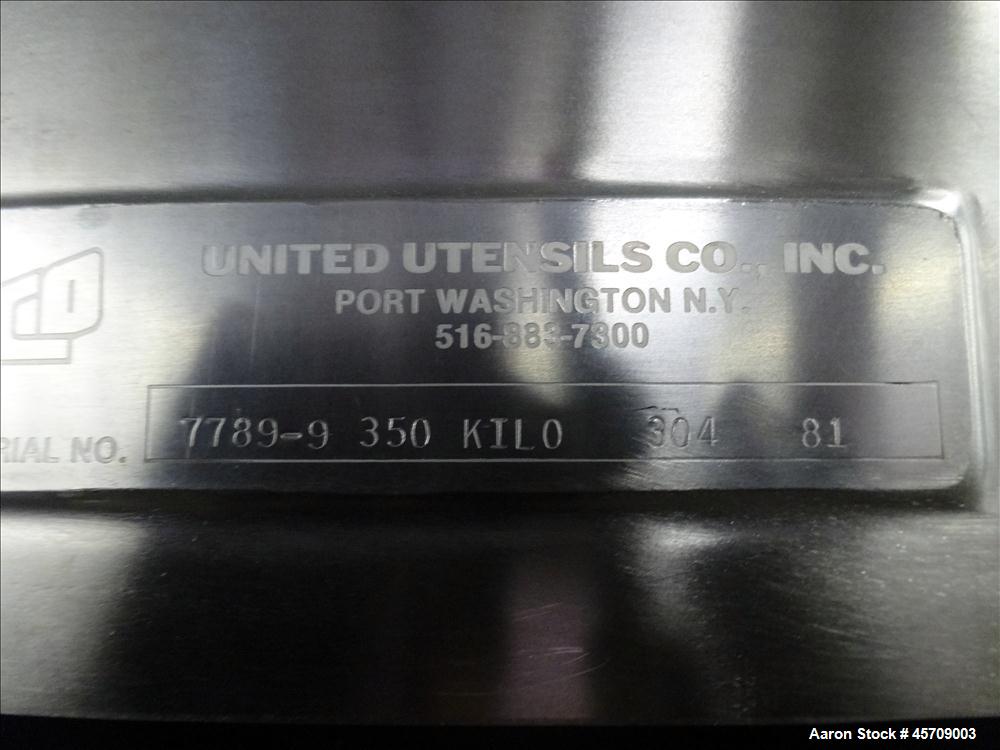 UNITED UTENSILS CO., INC.
PORT WASHINGTON N.Y.
516-883-7300
RIAL NO. 7789-9 350 KILO 304 81
Aaron Stock # 45709003